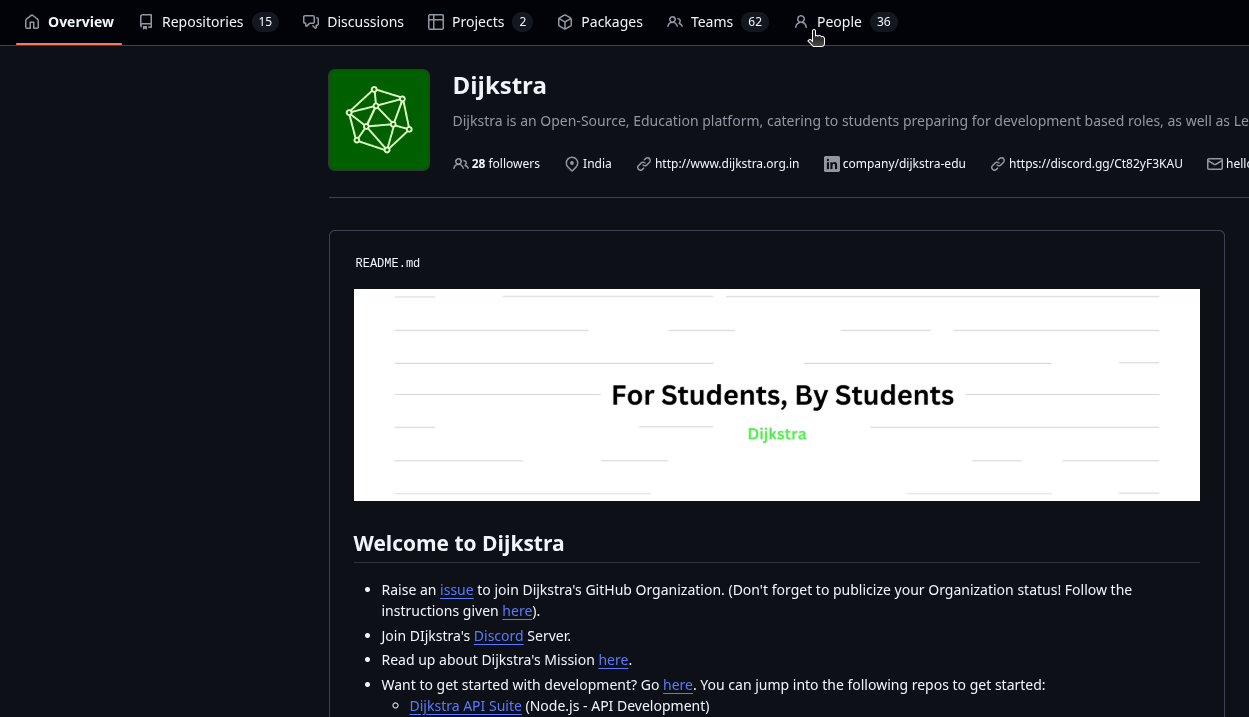 Overview Repositories 15 Discussions Projects 2 Packages Teams 62 People 36
Dijkstra
Dijkstra is an Open-Source, Education platform, catering to students preparing for development based roles, as well as Le
28 followers India http://www.dijkstra.org.in company/dijkstra-edu https://discord.gg/Ct82yF3KAU hello
README.md
For Students, By Students
Dijkstra
Welcome to Dijkstra
Raise an issue to join Dijkstra's GitHub Organization. (Don't forget to publicize your Organization status! Follow the
instructions given here).
Join DIjkstra's Discord Server.
Read up about Dijkstra's Mission here.
Want to get started with development? Go here. You can jump into the following repos to get started:
Dijkstra API Suite (Node.js - API Development)